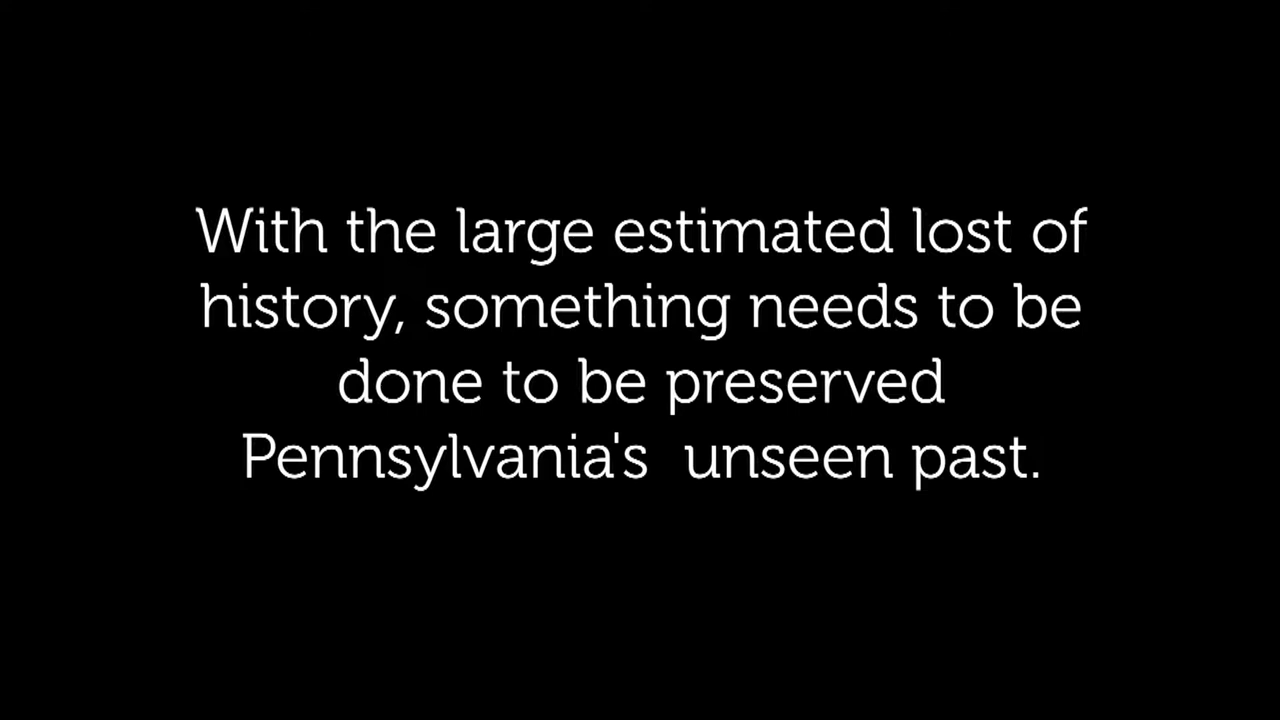 With the large estimated lost of
history, something needs to be
done to be preserved
Pennsylvania's  unseen past.